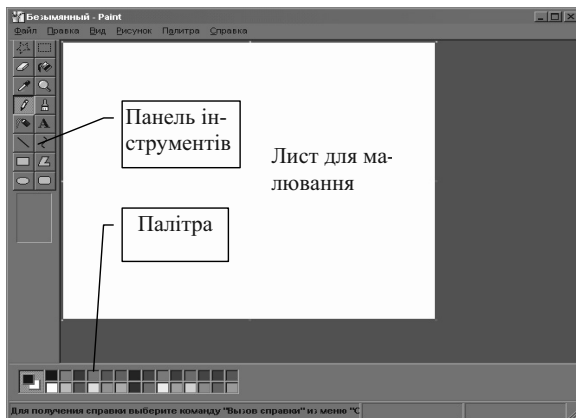 Безымянный - Paint
Файл Правка Вид Рисунок Палитра Справка
A
Панель ін-
струментів
Лист для ма-
лювання
Палітра
Для получения справки выберите команду "Вызов справки" из меню "С